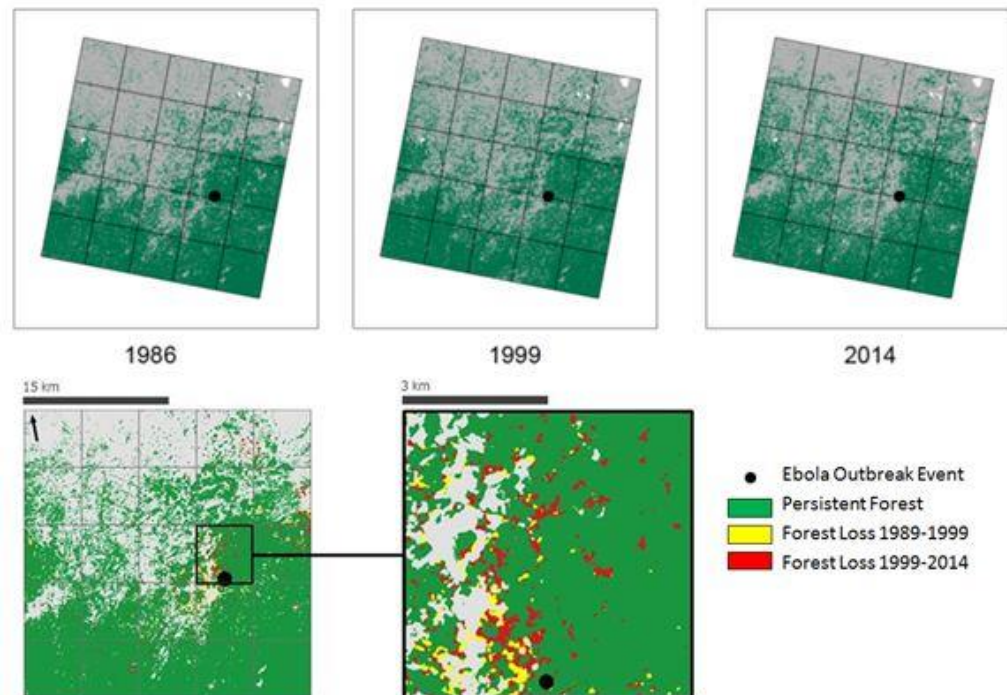 1986
1999
2014
15 km
3 km
Ebola Outbreak Event
Persistent Forest
Forest Loss 1989-1999
Forest Loss 1999-2014